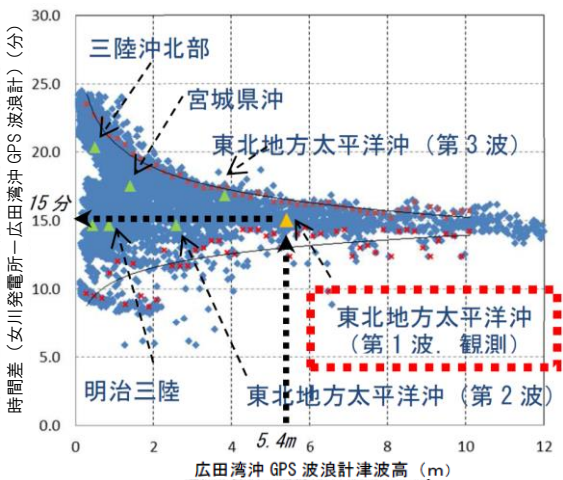 時間差(女川発電所ー広田湾沖GPS波浪計)(分)
30.0
25.0
20.0
15分
15.0
10.0
5.0
0.0
三陸沖北部
宮城県沖
東北地方太平洋沖(第3波)
東北地方太平洋沖
(第1波.観測)
明治三陸
東北地方太平洋沖(第2波)
5.4m
0 2 4 6 8 10 12
広田湾沖GPS波浪計津波高(m)